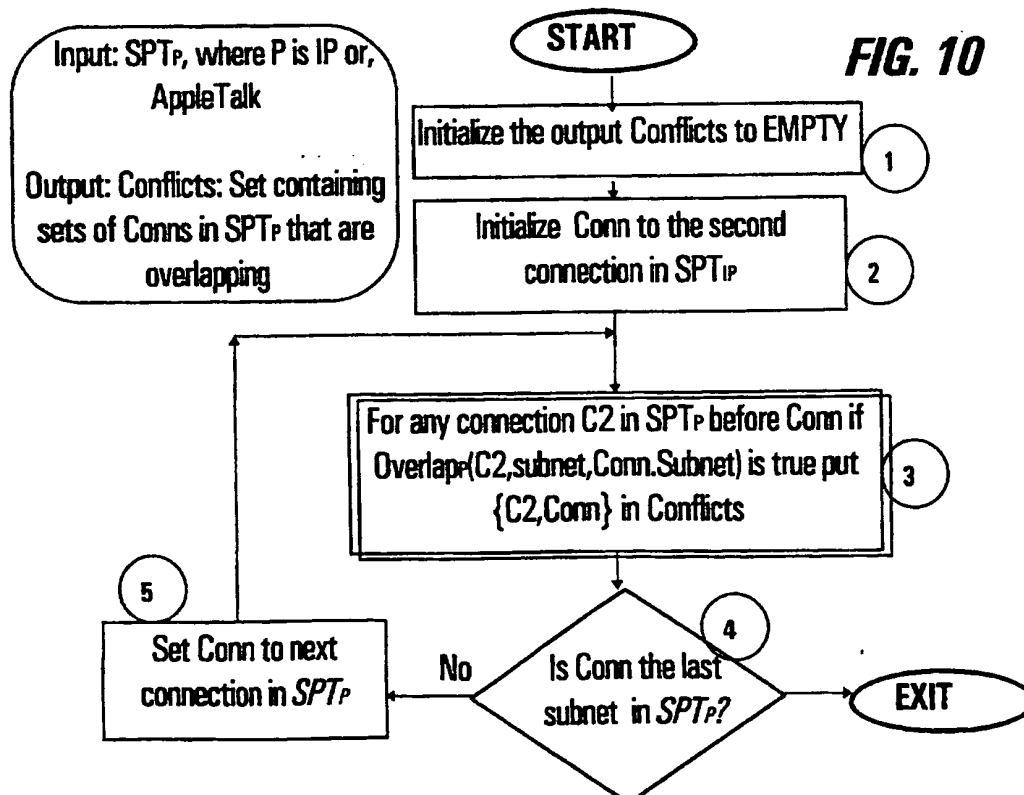 Input: SPTP, where P is IP or,
AppleTalk
Output: Conflicts: Set containing
sets of Conns in SPTP that are
overlapping
START
FIG. 10
Initialize the output Conflicts to EMPTY
1
Initialize Conn to the second
connection in SPTIP
2
For any connection C2 in SPTP before Conn if
OverlapP(C2,subnet,Conn.Subnet) is true put
{C2,Conn} in Conflicts
3
4
Is Conn the last
subnet in SPTP?
No
5
Set Conn to next
connection in SPTP
EXIT